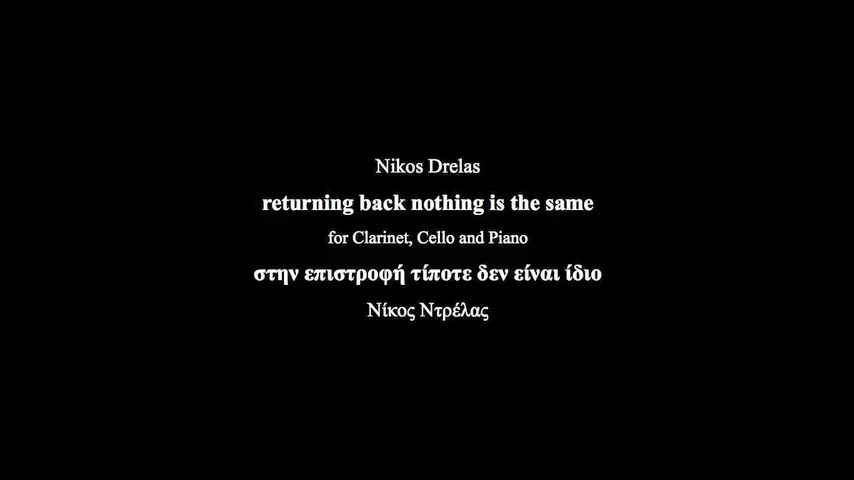 Nikos Drelas
returning back nothing is the same
for Clarinet, Cello and Piano
στην επιστροφή τίποτε δεν είναι ίδιο
Νίκος Ντρέλας